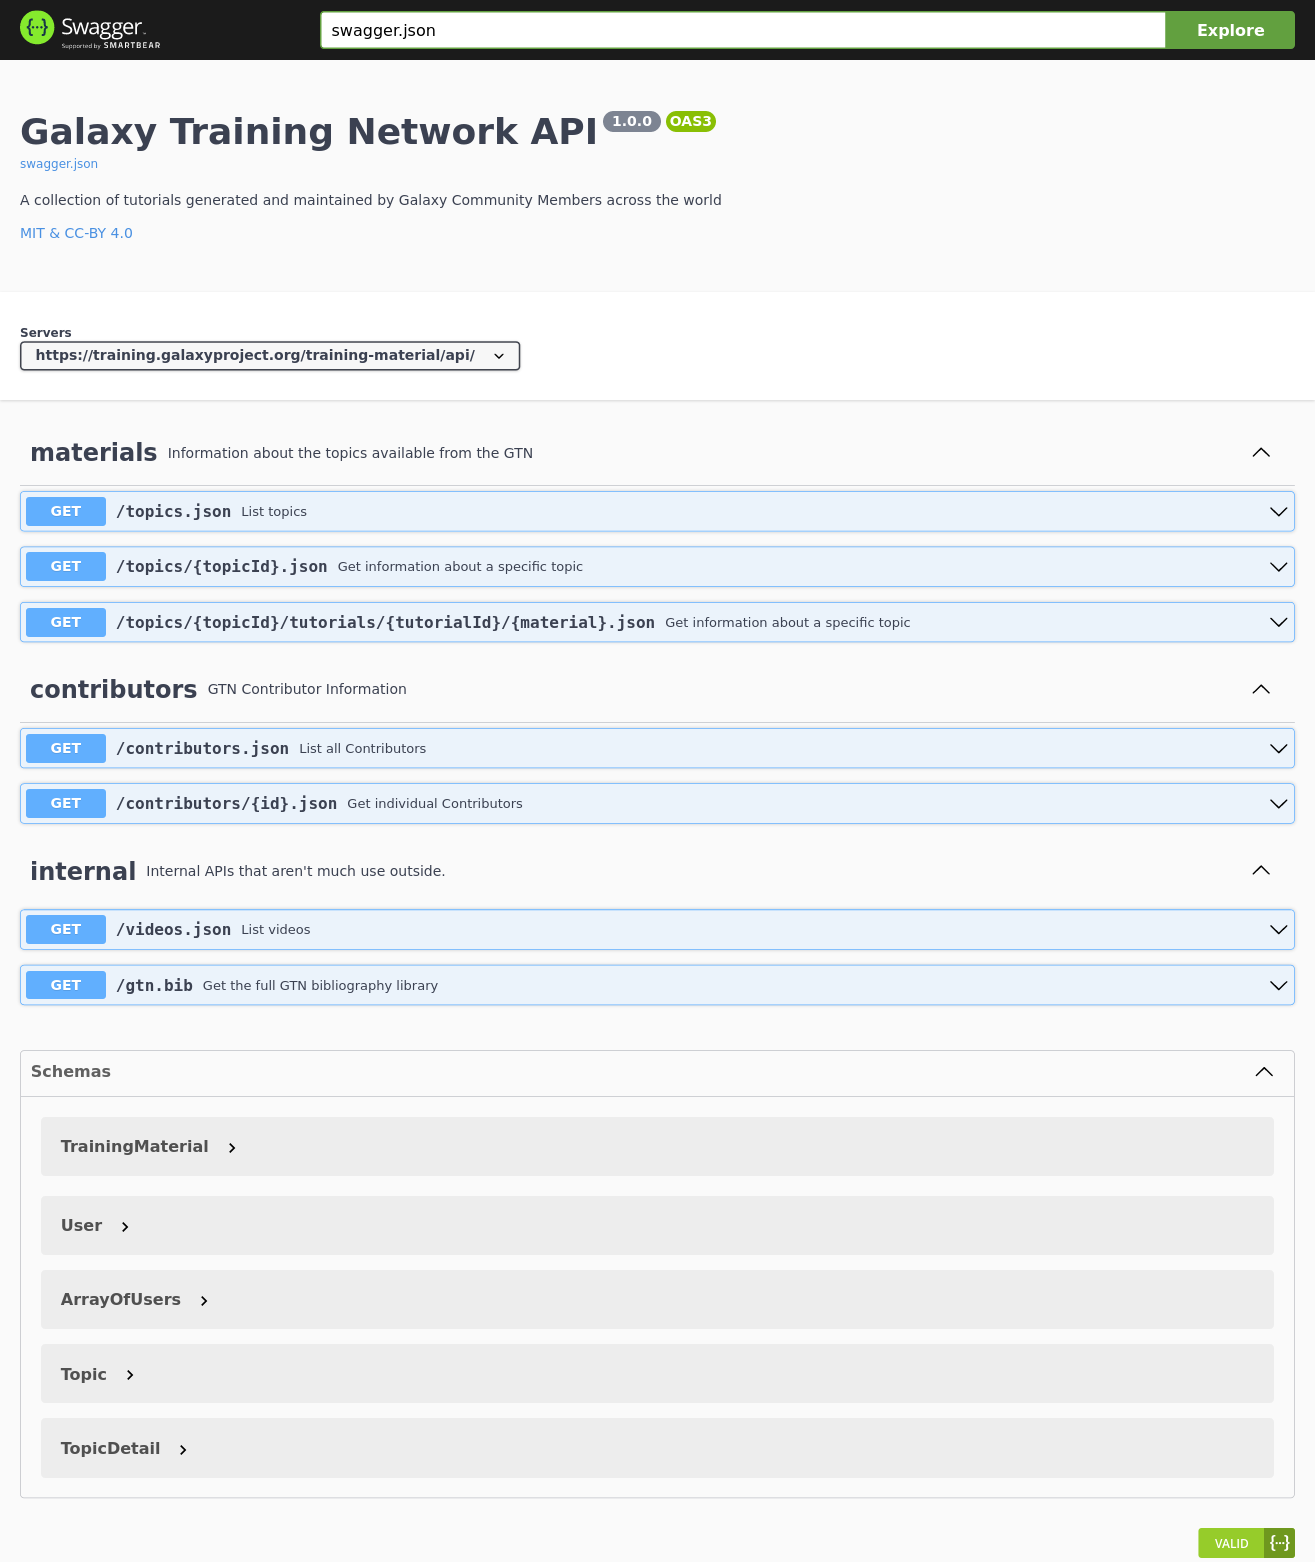 Swagger
Supported by SMARTBEAR
swagger.json
Explore
Galaxy Training Network API 1.0.0 OAS3
swagger.json
A collection of tutorials generated and maintained by Galaxy Community Members across the world
MIT & CC-BY 4.0
Servers
https://training.galaxyproject.org/training-material/api/
materials Information about the topics available from the GTN
GET /topics.json List topics
GET /topics/{topicId}.json Get information about a specific topic
GET /topics/{topicId}/tutorials/{tutorialId}/{material}.json Get information about a specific topic
contributors GTN Contributor Information
GET /contributors.json List all Contributors
GET /contributors/{id}.json Get individual Contributors
internal Internal APIs that aren't much use outside.
GET /videos.json List videos
GET /gtn.bib Get the full GTN bibliography library
Schemas
TrainingMaterial
User
ArrayOfUsers
Topic
TopicDetail
VALID {···}